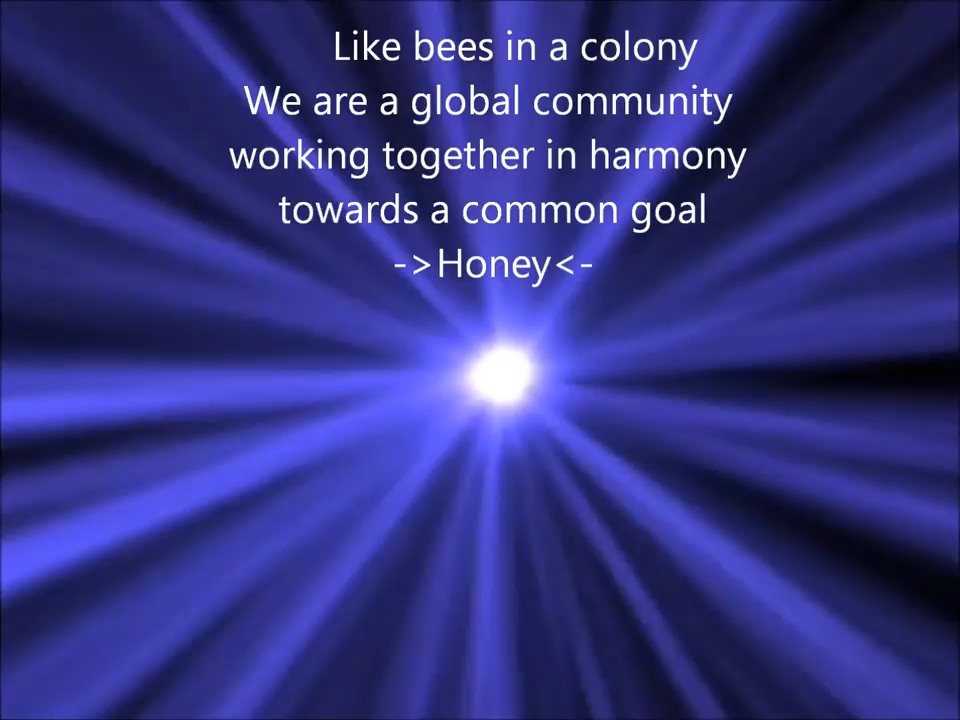 Like bees in a colony
We are a global community
working together in harmony
towards a common goal
->Honey<-